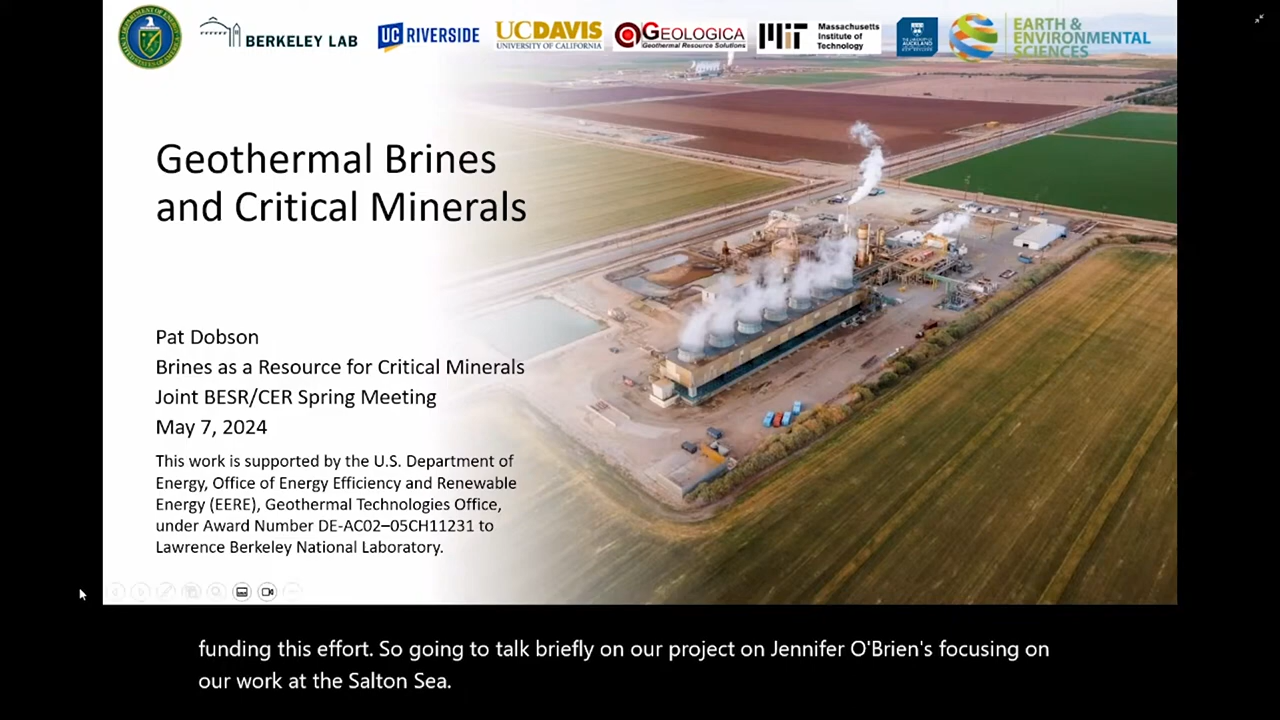 BERKELEY LAB
UC RIVERSIDE
UCDAVIS
UNIVERSITY OF CALIFORNIA
GEOLOGICA
Geothermal Resource Solutions
MIT
Massachusetts
Institute of
Technology
EARTH &
ENVIRONMENTAL
SCIENCES
Geothermal Brines
and Critical Minerals
Pat Dobson
Brines as a Resource for Critical Minerals
Joint BESR/CER Spring Meeting
May 7, 2024
This work is supported by the U.S. Department of
Energy, Office of Energy Efficiency and Renewable
Energy (EERE), Geothermal Technologies Office,
under Award Number DE-AC02–05CH11231 to
Lawrence Berkeley National Laboratory.
funding this effort. So going to talk briefly on our project on Jennifer O'Brien's focusing on
our work at the Salton Sea.